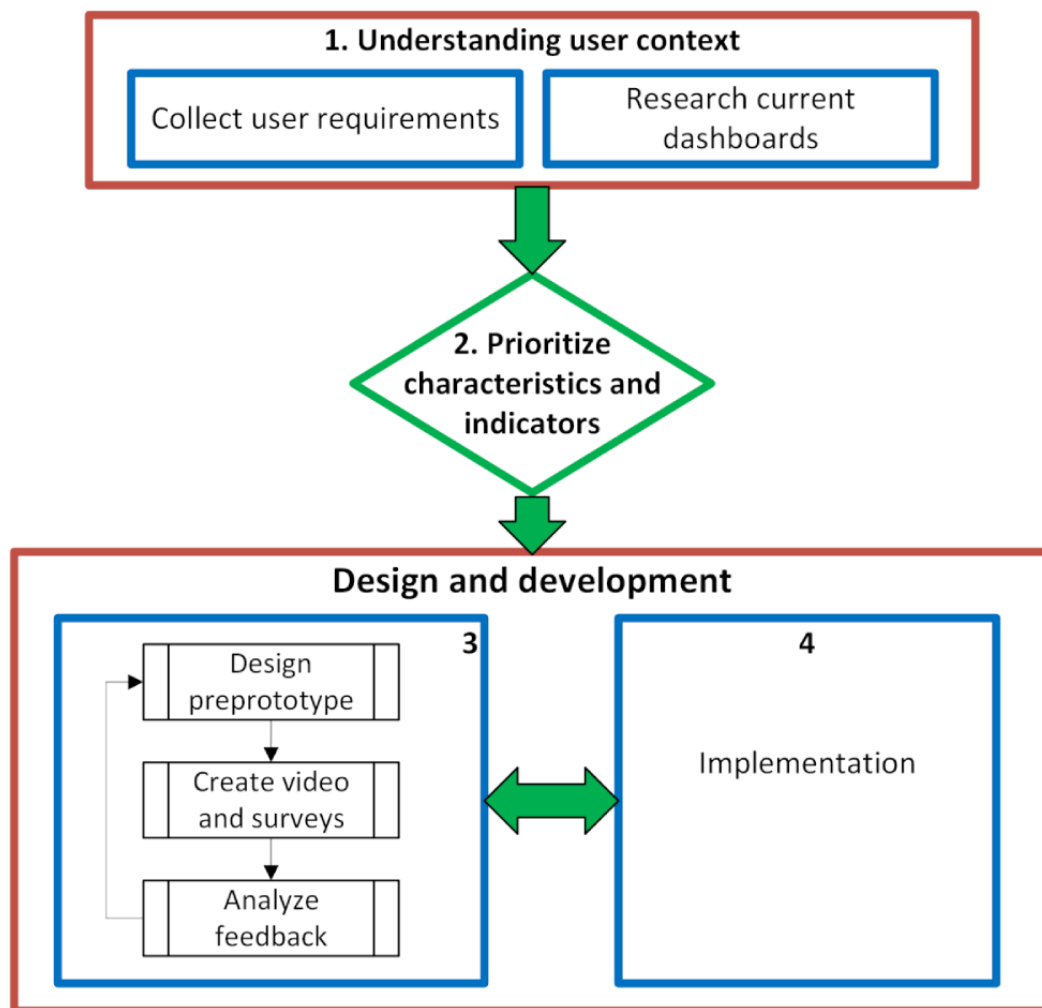 1. Understanding user context
Collect user requirements
Research current
dashboards
2. Prioritize
characteristics and
indicators
Design and development
3
Design
preprototype
Create video
and surveys
Analyze
feedback
4
Implementation